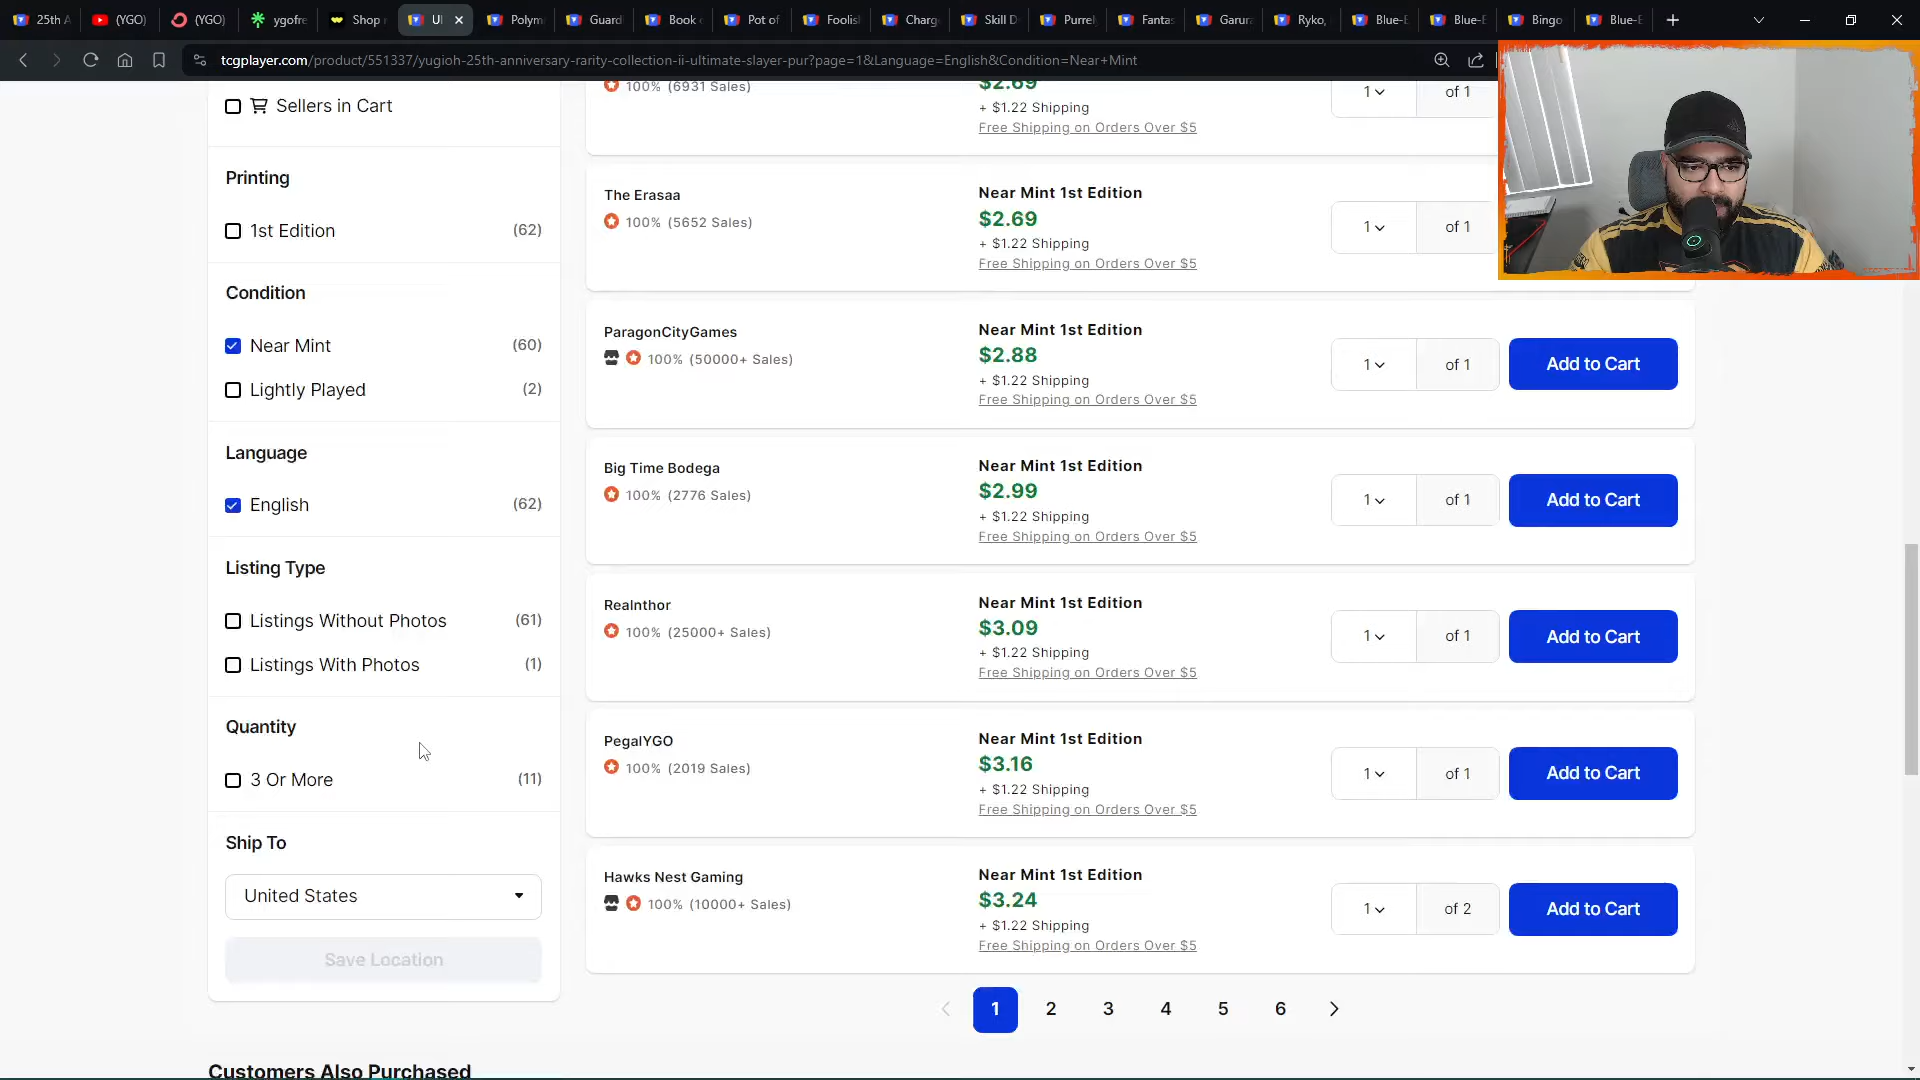 25th A
(YGO)
(YGO)
ygofre
Shop
Ul
Polym
Guard
Book
Pot of
Foolish
Charg
Skill D
Purrel
Fantas
Garura
Ryko,
Blue-E
Blue-E
Bingo
Blue-E
tcgplayer.com/product/551337/yugioh-25th-anniversary-rarity-collection-ii-ultimate-slayer-pur?page=1&Language=English&Condition=Near+Mint
Sellers in Cart
Printing
1st Edition (62)
Condition
Near Mint (60)
Lightly Played (2)
Language
English (62)
Listing Type
Listings Without Photos (61)
Listings With Photos (1)
Quantity
3 Or More (11)
Ship To
United States
Save Location
100% (6931 Sales)
$2.69
+ $1.22 Shipping
Free Shipping on Orders Over $5
1 of 1
The Erasaa
100% (5652 Sales)
Near Mint 1st Edition
$2.69
+ $1.22 Shipping
Free Shipping on Orders Over $5
1 of 1
ParagonCityGames
100% (50000+ Sales)
Near Mint 1st Edition
$2.88
+ $1.22 Shipping
Free Shipping on Orders Over $5
1 of 1
Add to Cart
Big Time Bodega
100% (2776 Sales)
Near Mint 1st Edition
$2.99
+ $1.22 Shipping
Free Shipping on Orders Over $5
1 of 1
Add to Cart
Realnthor
100% (25000+ Sales)
Near Mint 1st Edition
$3.09
+ $1.22 Shipping
Free Shipping on Orders Over $5
1 of 1
Add to Cart
PegalYGO
100% (2019 Sales)
Near Mint 1st Edition
$3.16
+ $1.22 Shipping
Free Shipping on Orders Over $5
1 of 1
Add to Cart
Hawks Nest Gaming
100% (10000+ Sales)
Near Mint 1st Edition
$3.24
+ $1.22 Shipping
Free Shipping on Orders Over $5
1 of 2
Add to Cart
1 2 3 4 5 6
Customers Also Purchased